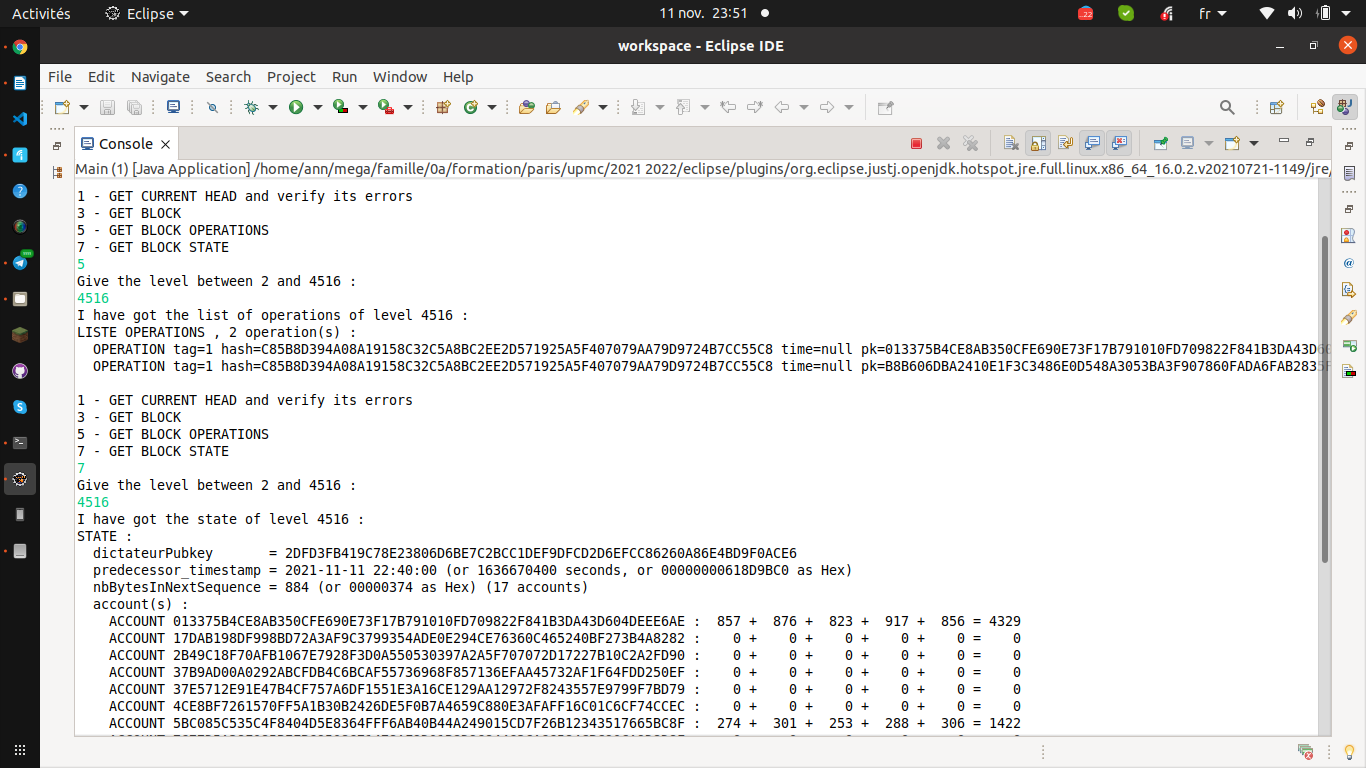 Activités
Eclipse
11 nov. 23:51
fr
workspace - Eclipse IDE
File Edit Navigate Search Project Run Window Help
Console
Main (1) [Java Application] /home/ann/mega/famille/0a/formation/paris/upmc/2021 2022/eclipse/plugins/org.eclipse.justj.openjdk.hotspot.jre.full.linux.x86_64_16.0.2.v20210721-1149/jre/
1 - GET CURRENT HEAD and verify its errors
3 - GET BLOCK
5 - GET BLOCK OPERATIONS
7 - GET BLOCK STATE
5
Give the level between 2 and 4516 :
4516
I have got the list of operations of level 4516 :
LISTE OPERATIONS , 2 operation(s) :
OPERATION tag=1 hash=C85B8D394A08A19158C32C5A8BC2EE2D571925A5F407079AA79D9724B7CC55C8 time=null pk=013375B4CE8AB350CFE690E73F17B791010FD709822F841B3DA43D60
OPERATION tag=1 hash=C85B8D394A08A19158C32C5A8BC2EE2D571925A5F407079AA79D9724B7CC55C8 time=null pk=B8B606DBA2410E1F3C3486E0D548A3053BA3F907860FADA6FAB2835F
1 - GET CURRENT HEAD and verify its errors
3 - GET BLOCK
5 - GET BLOCK OPERATIONS
7 - GET BLOCK STATE
7
Give the level between 2 and 4516 :
4516
I have got the state of level 4516 :
STATE :
dictateurPubkey = 2DFD3FB419C78E23806D6BE7C2BCC1DEF9DFCD2D6EFCC86260A86E4BD9F0ACE6
predecessor_timestamp = 2021-11-11 22:40:00 (or 1636670400 seconds, or 00000000618D9BC0 as Hex)
nbBytesInNextSequence = 884 (or 00000374 as Hex) (17 accounts)
account(s) :
ACCOUNT 013375B4CE8AB350CFE690E73F17B791010FD709822F841B3DA43D604DEEE6AE : 857 + 876 + 823 + 917 + 856 = 4329
ACCOUNT 17DAB198DF998BD72A3AF9C3799354ADE0E294CE76360C465240BF273B4A8282 : 0 + 0 + 0 + 0 + 0 = 0
ACCOUNT 2B49C18F70AFB1067E7928F3D0A550530397A2A5F707072D17227B10C2A2FD90 : 0 + 0 + 0 + 0 + 0 = 0
ACCOUNT 37B9AD00A0292ABCFDB4C6BCAF55736968F857136EFAA45732AF1F64FDD250EF : 0 + 0 + 0 + 0 + 0 = 0
ACCOUNT 37E5712E91E47B4CF757A6DF1551E3A16CE129AA12972F8243557E9799F7BD79 : 0 + 0 + 0 + 0 + 0 = 0
ACCOUNT 4CE8BF7261570FF5A1B30B2426DE5F0B7A4659C880E3AFAFF16C01C6CF74CCEC : 0 + 0 + 0 + 0 + 0 = 0
ACCOUNT 5BC085C535C4F8404D5E8364FFF6AB40B44A249015CD7F26B12343517665BC8F : 274 + 301 + 253 + 288 + 306 = 1422